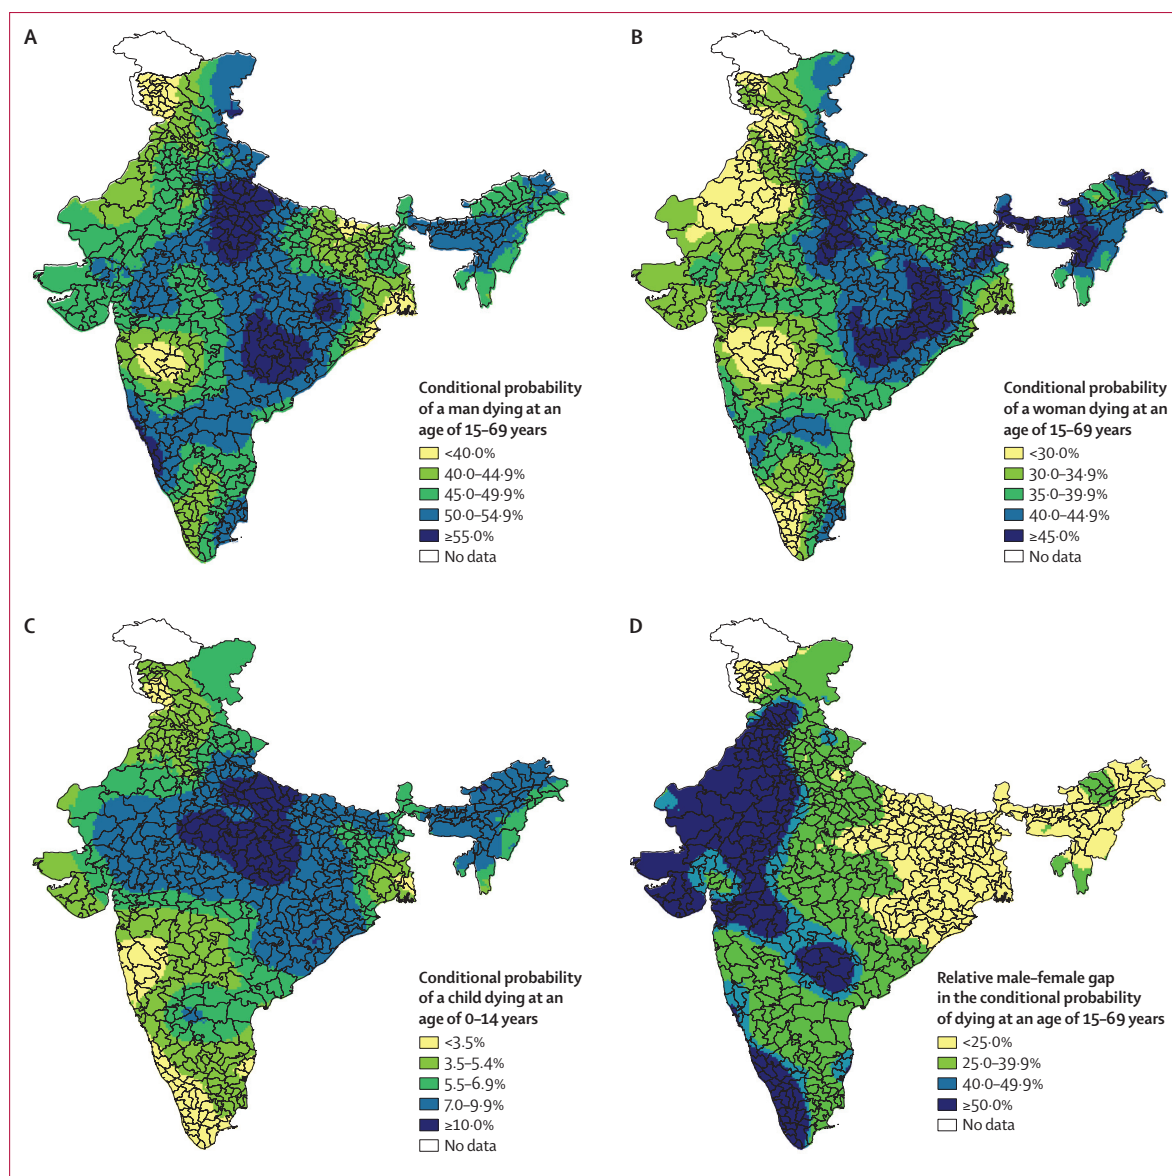 A
B
Conditional probability
of a man dying at an
age of 15–69 years
<40·0%
40·0–44·9%
45·0–49·9%
50·0–54·9%
≥55·0%
No data
Conditional probability
of a woman dying at an
age of 15–69 years
<30·0%
30·0–34·9%
35·0–39·9%
40·0–44·9%
≥45·0%
No data
C
D
Conditional probability
of a child dying at an
age of 0–14 years
<3·5%
3·5–5·4%
5·5–6·9%
7·0–9·9%
≥10·0%
No data
Relative male–female gap
in the conditional probability
of dying at an age of 15–69 years
<25·0%
25·0–39·9%
40·0–49·9%
≥50·0%
No data